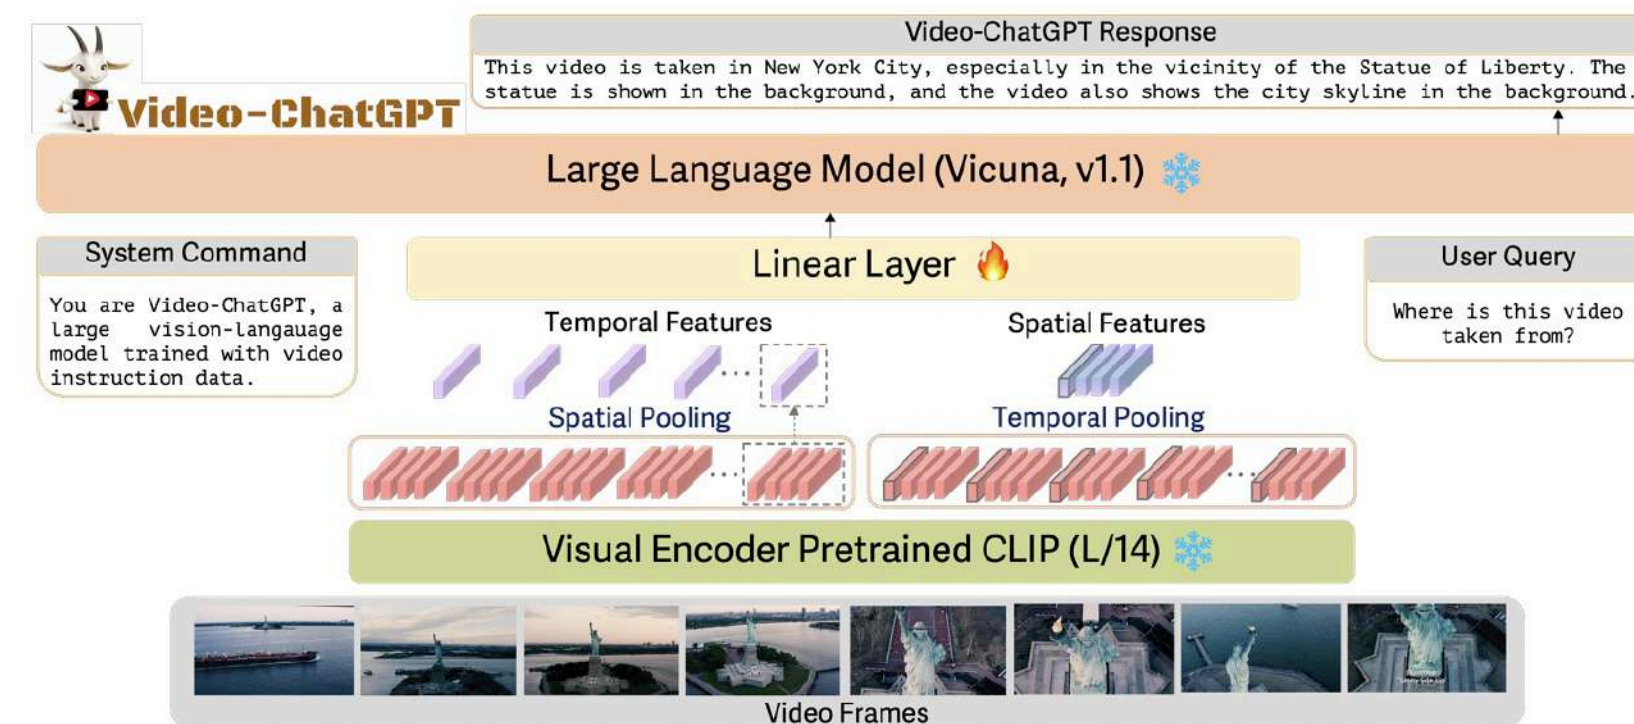 Video-ChatGPT Response
This video is taken in New York City, especially in the vicinity of the Statue of Liberty. The
statue is shown in the background, and the video also shows the city skyline in the background.
Video-ChatGPT
Large Language Model (Vicuna, v1.1)
System Command
You are Video-ChatGPT, a
large vision-langauage
model trained with video
instruction data.
Linear Layer
User Query
Where is this video
taken from?
Temporal Features
Spatial Features
Spatial Pooling
Temporal Pooling
Visual Encoder Pretrained CLIP (L/14)
Video Frames